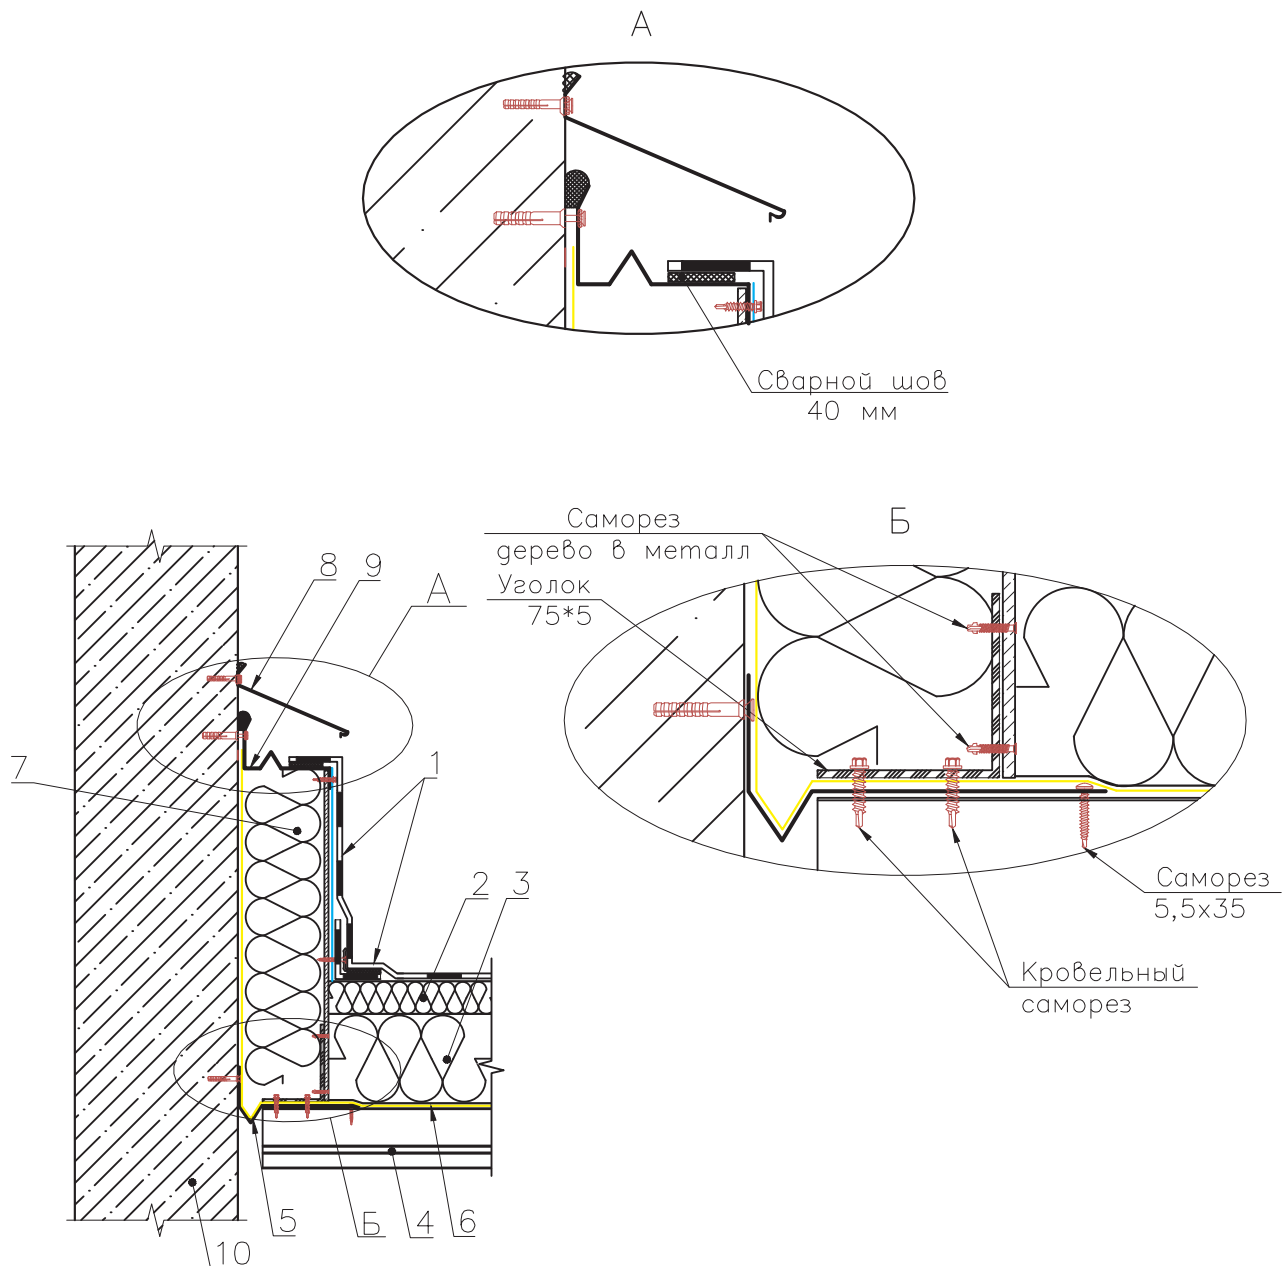 А
Сварной шов
40 мм
Саморез
дерево в металл
Уголок
75*5
Б
8
9
А
7
1
2
3
Саморез
5,5х35
Кровельный
саморез
5
Б
4
6
10